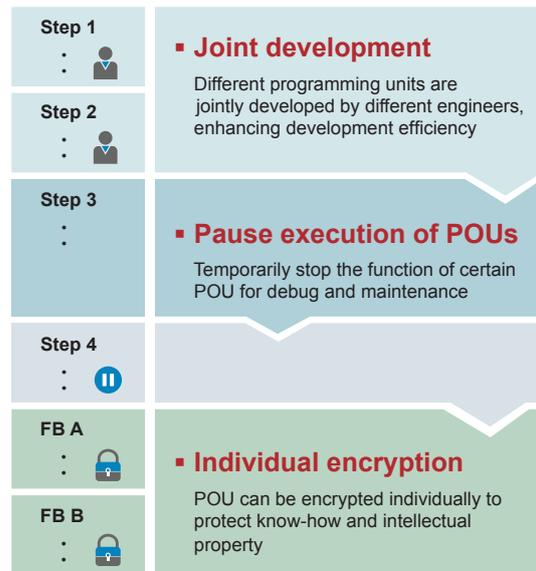 Step 1
:
Step 2
:
▪ Joint development
Different programming units are
jointly developed by different engineers,
enhancing development efficiency
Step 3
:
▪ Pause execution of POUs
Temporarily stop the function of certain
POU for debug and maintenance
Step 4
:
FB A
:
FB B
:
▪ Individual encryption
POU can be encrypted individually to
protect know-how and intellectual
property